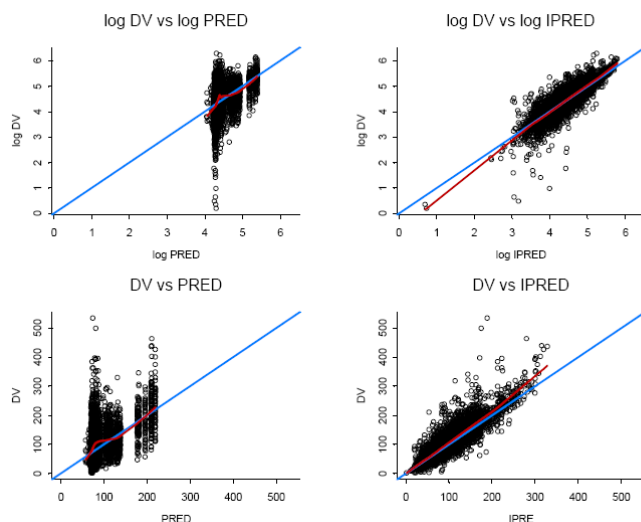 log DV vs log PRED
log DV vs log IPRED
log DV
0 1 2 3 4 5 6
0 1 2 3 4 5 6
log PRED
log DV
0 1 2 3 4 5 6
0 1 2 3 4 5 6
log IPRED
DV vs PRED
DV vs IPRED
DV
0 100 200 300 400 500
0 100 200 300 400 500
PRED
DV
0 100 200 300 400 500
0 100 200 300 400 500
IPRE